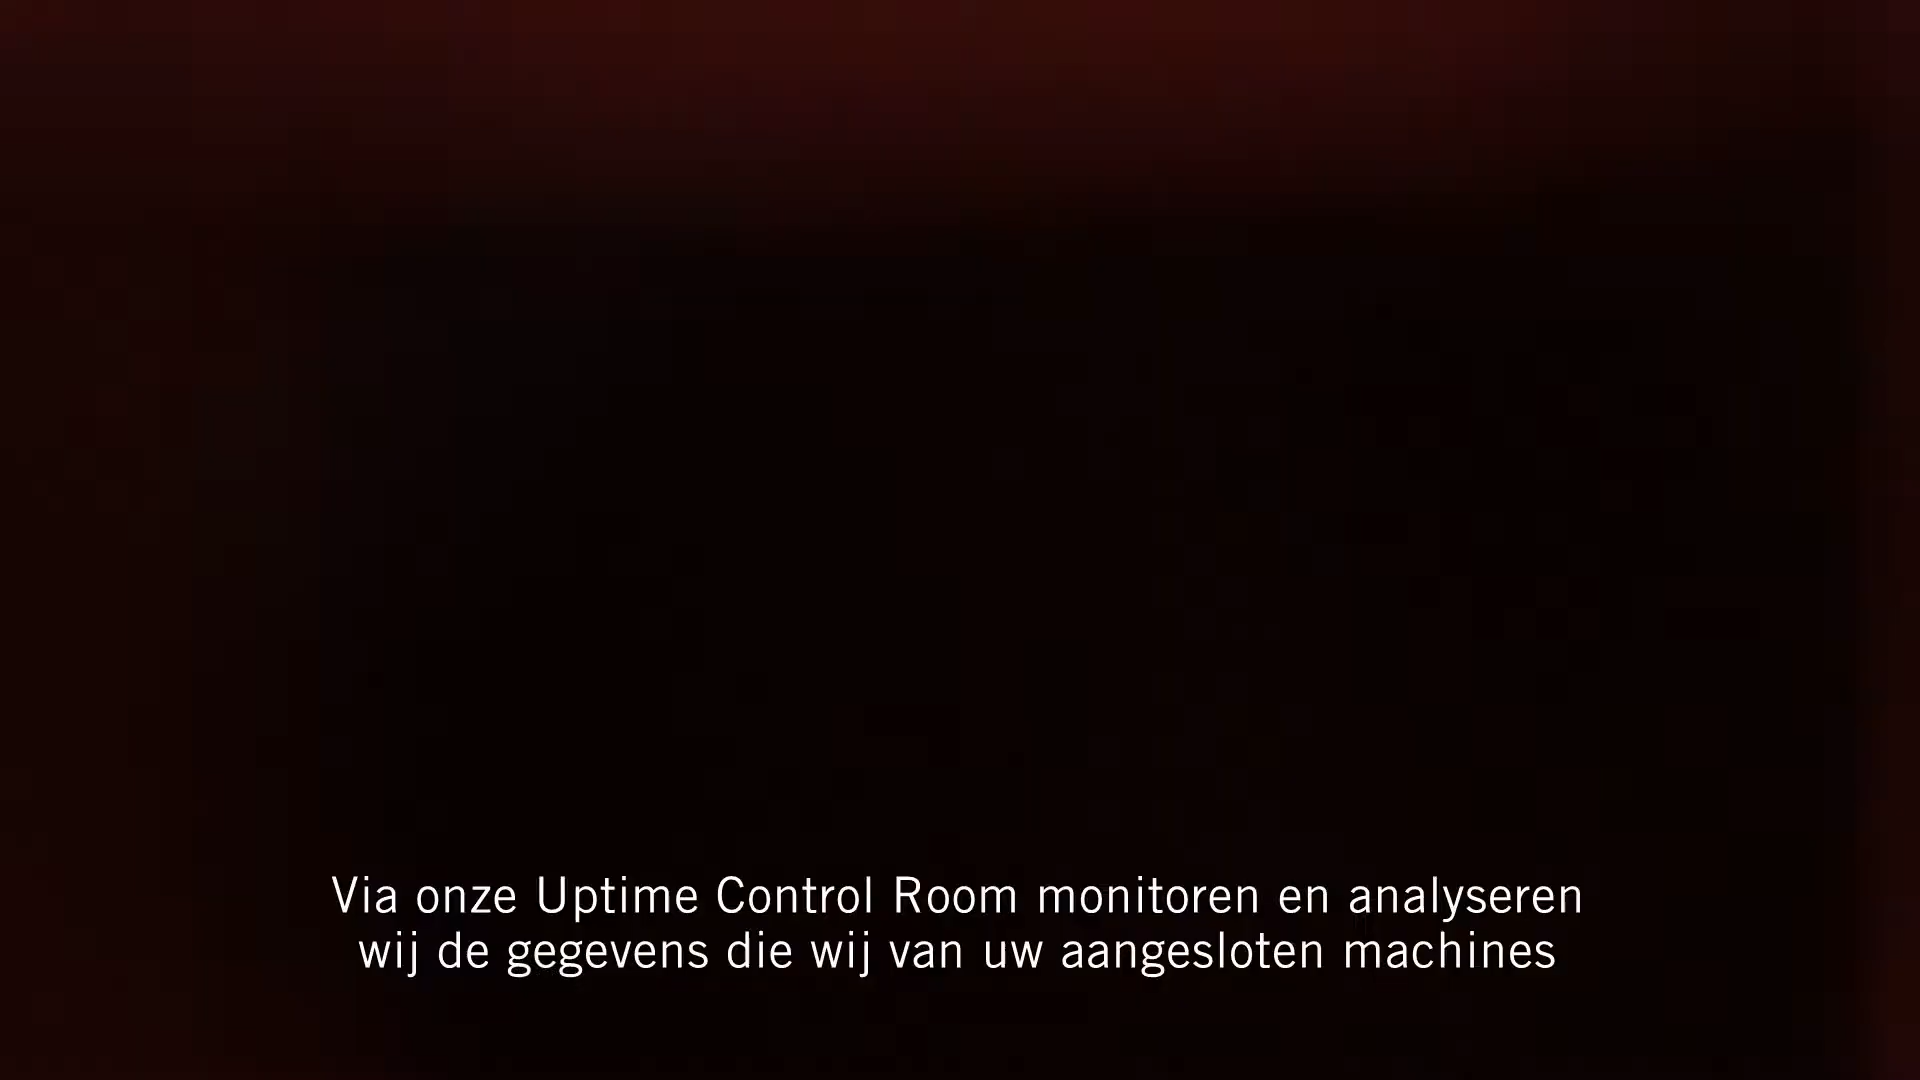 Via onze Uptime Control Room monitoren en analyseren
wij de gegevens die wij van uw aangesloten machines